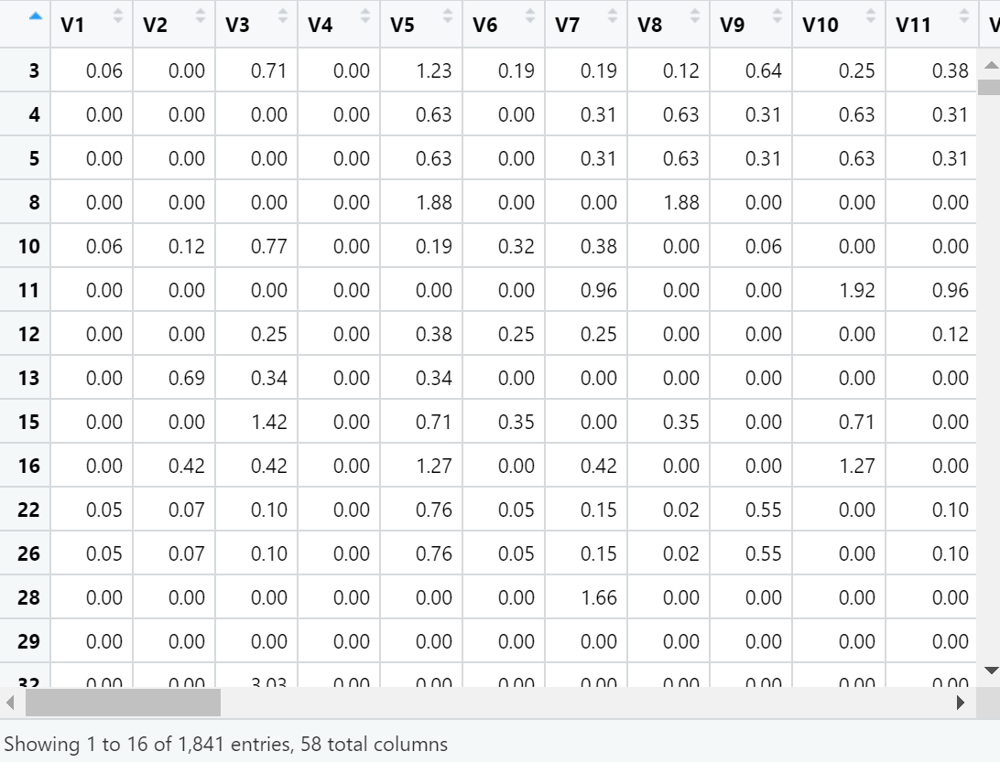 V1 V2 V3 V4 V5 V6 V7 V8 V9 V10 V11 V
3 0.06 0.00 0.71 0.00 1.23 0.19 0.19 0.12 0.64 0.25 0.38
4 0.00 0.00 0.00 0.00 0.63 0.00 0.31 0.63 0.31 0.63 0.31
5 0.00 0.00 0.00 0.00 0.63 0.00 0.31 0.63 0.31 0.63 0.31
8 0.00 0.00 0.00 0.00 1.88 0.00 0.00 1.88 0.00 0.00 0.00
10 0.06 0.12 0.77 0.00 0.19 0.32 0.38 0.00 0.06 0.00 0.00
11 0.00 0.00 0.00 0.00 0.00 0.00 0.96 0.00 0.00 1.92 0.96
12 0.00 0.00 0.25 0.00 0.38 0.25 0.25 0.00 0.00 0.00 0.12
13 0.00 0.69 0.34 0.00 0.34 0.00 0.00 0.00 0.00 0.00 0.00
15 0.00 0.00 1.42 0.00 0.71 0.35 0.00 0.35 0.00 0.71 0.00
16 0.00 0.42 0.42 0.00 1.27 0.00 0.42 0.00 0.00 1.27 0.00
22 0.05 0.07 0.10 0.00 0.76 0.05 0.15 0.02 0.55 0.00 0.10
26 0.05 0.07 0.10 0.00 0.76 0.05 0.15 0.02 0.55 0.00 0.10
28 0.00 0.00 0.00 0.00 0.00 0.00 1.66 0.00 0.00 0.00 0.00
29 0.00 0.00 0.00 0.00 0.00 0.00 0.00 0.00 0.00 0.00 0.00
32 0.00 0.00 3.03 0.00 0.00 0.00 0.00 0.00 0.00 0.00 0.00
Showing 1 to 16 of 1,841 entries, 58 total columns